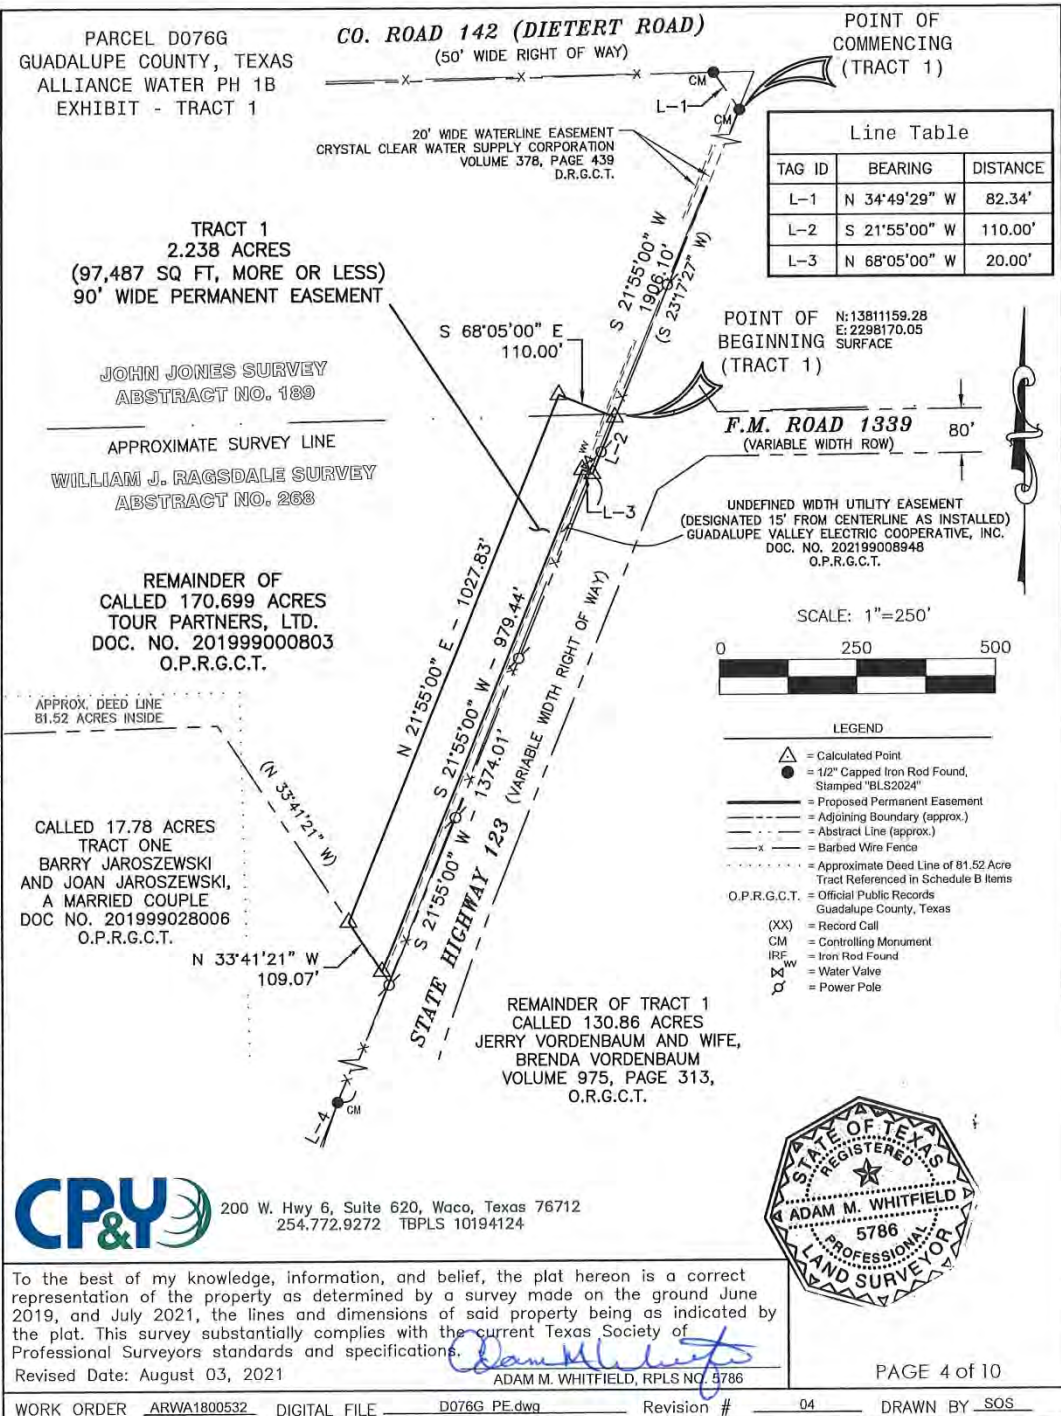 PARCEL D076G
GUADALUPE COUNTY, TEXAS
ALLIANCE WATER PH 1B
EXHIBIT - TRACT 1
CO. ROAD 142 (DIETERT ROAD)
(50' WIDE RIGHT OF WAY)
POINT OF
COMMENCING
(TRACT 1)
CM
L-1
CM
20' WIDE WATERLINE EASEMENT
CRYSTAL CLEAR WATER SUPPLY CORPORATION
VOLUME 378, PAGE 439
D.R.G.C.T.
Line Table
TAG ID BEARING DISTANCE
L-1 N 34°49'29" W 82.34'
L-2 S 21°55'00" W 110.00'
L-3 N 68°05'00" W 20.00'
TRACT 1
2.238 ACRES
(97,487 SQ FT, MORE OR LESS)
90' WIDE PERMANENT EASEMENT
S 21°55'00" W
1906.10'
(S 23°17'27" W)
S 68°05'00" E
110.00'
POINT OF
BEGINNING
(TRACT 1)
N:13811159.28
E:2298170.05
SURFACE
JOHN JONES SURVEY
ABSTRACT NO. 189
APPROXIMATE SURVEY LINE
WILLIAM J. RAGSDALE SURVEY
ABSTRACT NO. 268
F.M. ROAD 1339
(VARIABLE WIDTH ROW)
80'
WV
L-2
L-3
UNDEFINED WIDTH UTILITY EASEMENT
(DESIGNATED 15' FROM CENTERLINE AS INSTALLED)
GUADALUPE VALLEY ELECTRIC COOPERATIVE, INC.
DOC. NO. 202199008948
O.P.R.G.C.T.
REMAINDER OF
CALLED 170.699 ACRES
TOUR PARTNERS, LTD.
DOC. NO. 201999000803
O.P.R.G.C.T.
N 21°55'00" E - 1027.83'
S 21°55'00" W - 979.44'
S 21°55'00" W - 1374.01'
STATE HIGHWAY 123 (VARIABLE WIDTH RIGHT OF WAY)
SCALE: 1"=250'
0 250 500
APPROX. DEED LINE
81.52 ACRES INSIDE
(N 33°41'21" W)
LEGEND
= Calculated Point
= 1/2" Capped Iron Rod Found,
Stamped "BLS2024"
= Proposed Permanent Easement
= Adjoining Boundary (approx.)
= Abstract Line (approx.)
x = Barbed Wire Fence
= Approximate Deed Line of 81.52 Acre
Tract Referenced in Schedule B Items
O.P.R.G.C.T. = Official Public Records
Guadalupe County, Texas
(XX) = Record Call
CM = Controlling Monument
IRF = Iron Rod Found
WV = Water Valve
= Power Pole
CALLED 17.78 ACRES
TRACT ONE
BARRY JAROSZEWSKI
AND JOAN JAROSZEWSKI,
A MARRIED COUPLE
DOC NO. 201999028006
O.P.R.G.C.T.
N 33°41'21" W
109.07'
REMAINDER OF TRACT 1
CALLED 130.86 ACRES
JERRY VORDENBAUM AND WIFE,
BRENDA VORDENBAUM
VOLUME 975, PAGE 313,
O.R.G.C.T.
L-4
CM
CP&Y
200 W. Hwy 6, Suite 620, Waco, Texas 76712
254.772.9272 TBPLS 10194124
STATE OF TEXAS
REGISTERED
ADAM M. WHITFIELD
5786
PROFESSIONAL
LAND SURVEYOR
To the best of my knowledge, information, and belief, the plat hereon is a correct
representation of the property as determined by a survey made on the ground June
2019, and July 2021, the lines and dimensions of said property being as indicated by
the plat. This survey substantially complies with the current Texas Society of
Professional Surveyors standards and specifications.
Adam M Whitfield
Revised Date: August 03, 2021
ADAM M. WHITFIELD, RPLS NO. 5786
PAGE 4 of 10
WORK ORDER ARWA1800532 DIGITAL FILE D076G PE.dwg Revision # 04 DRAWN BY SOS